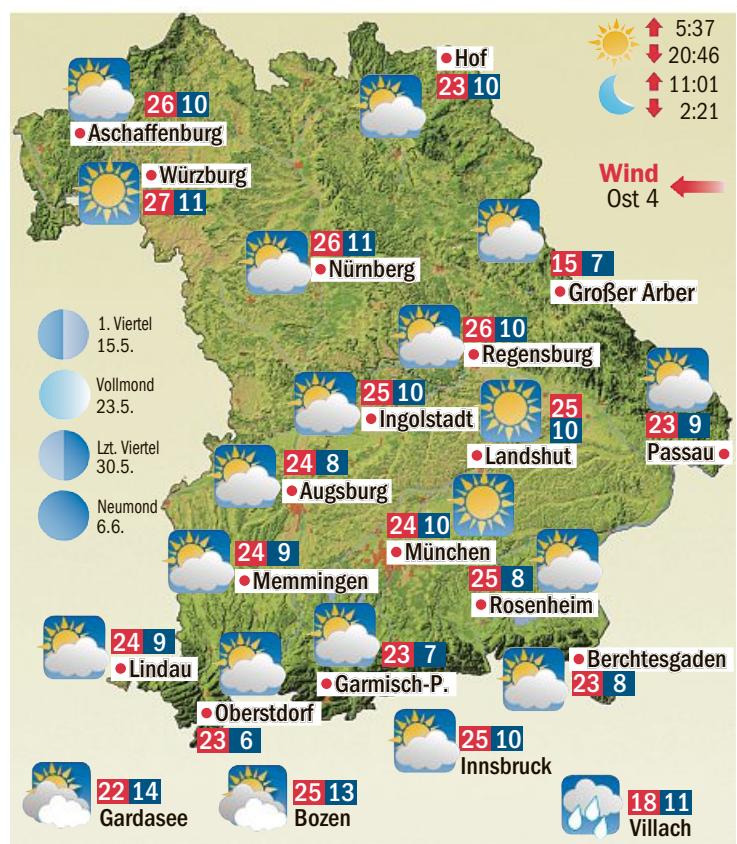 5:37
20:46
11:01
2:21
Wind
Ost 4
Hof
23 10
26 10
Aschaffenburg
Würzburg
27 11
26 11
Nürnberg
15 7
Großer Arber
26 10
Regensburg
1. Viertel
15.5.
Vollmond
23.5.
Lzt. Viertel
30.5.
Neumond
6.6.
25 10
Ingolstadt
25
10
Landshut
23 9
Passau
24 8
Augsburg
24 10
München
24 9
Memmingen
25 8
Rosenheim
24 9
Lindau
23 7
Garmisch-P.
Berchtesgaden
23 8
Oberstdorf
23 6
25 10
Innsbruck
22 14
Gardasee
25 13
Bozen
18 11
Villach